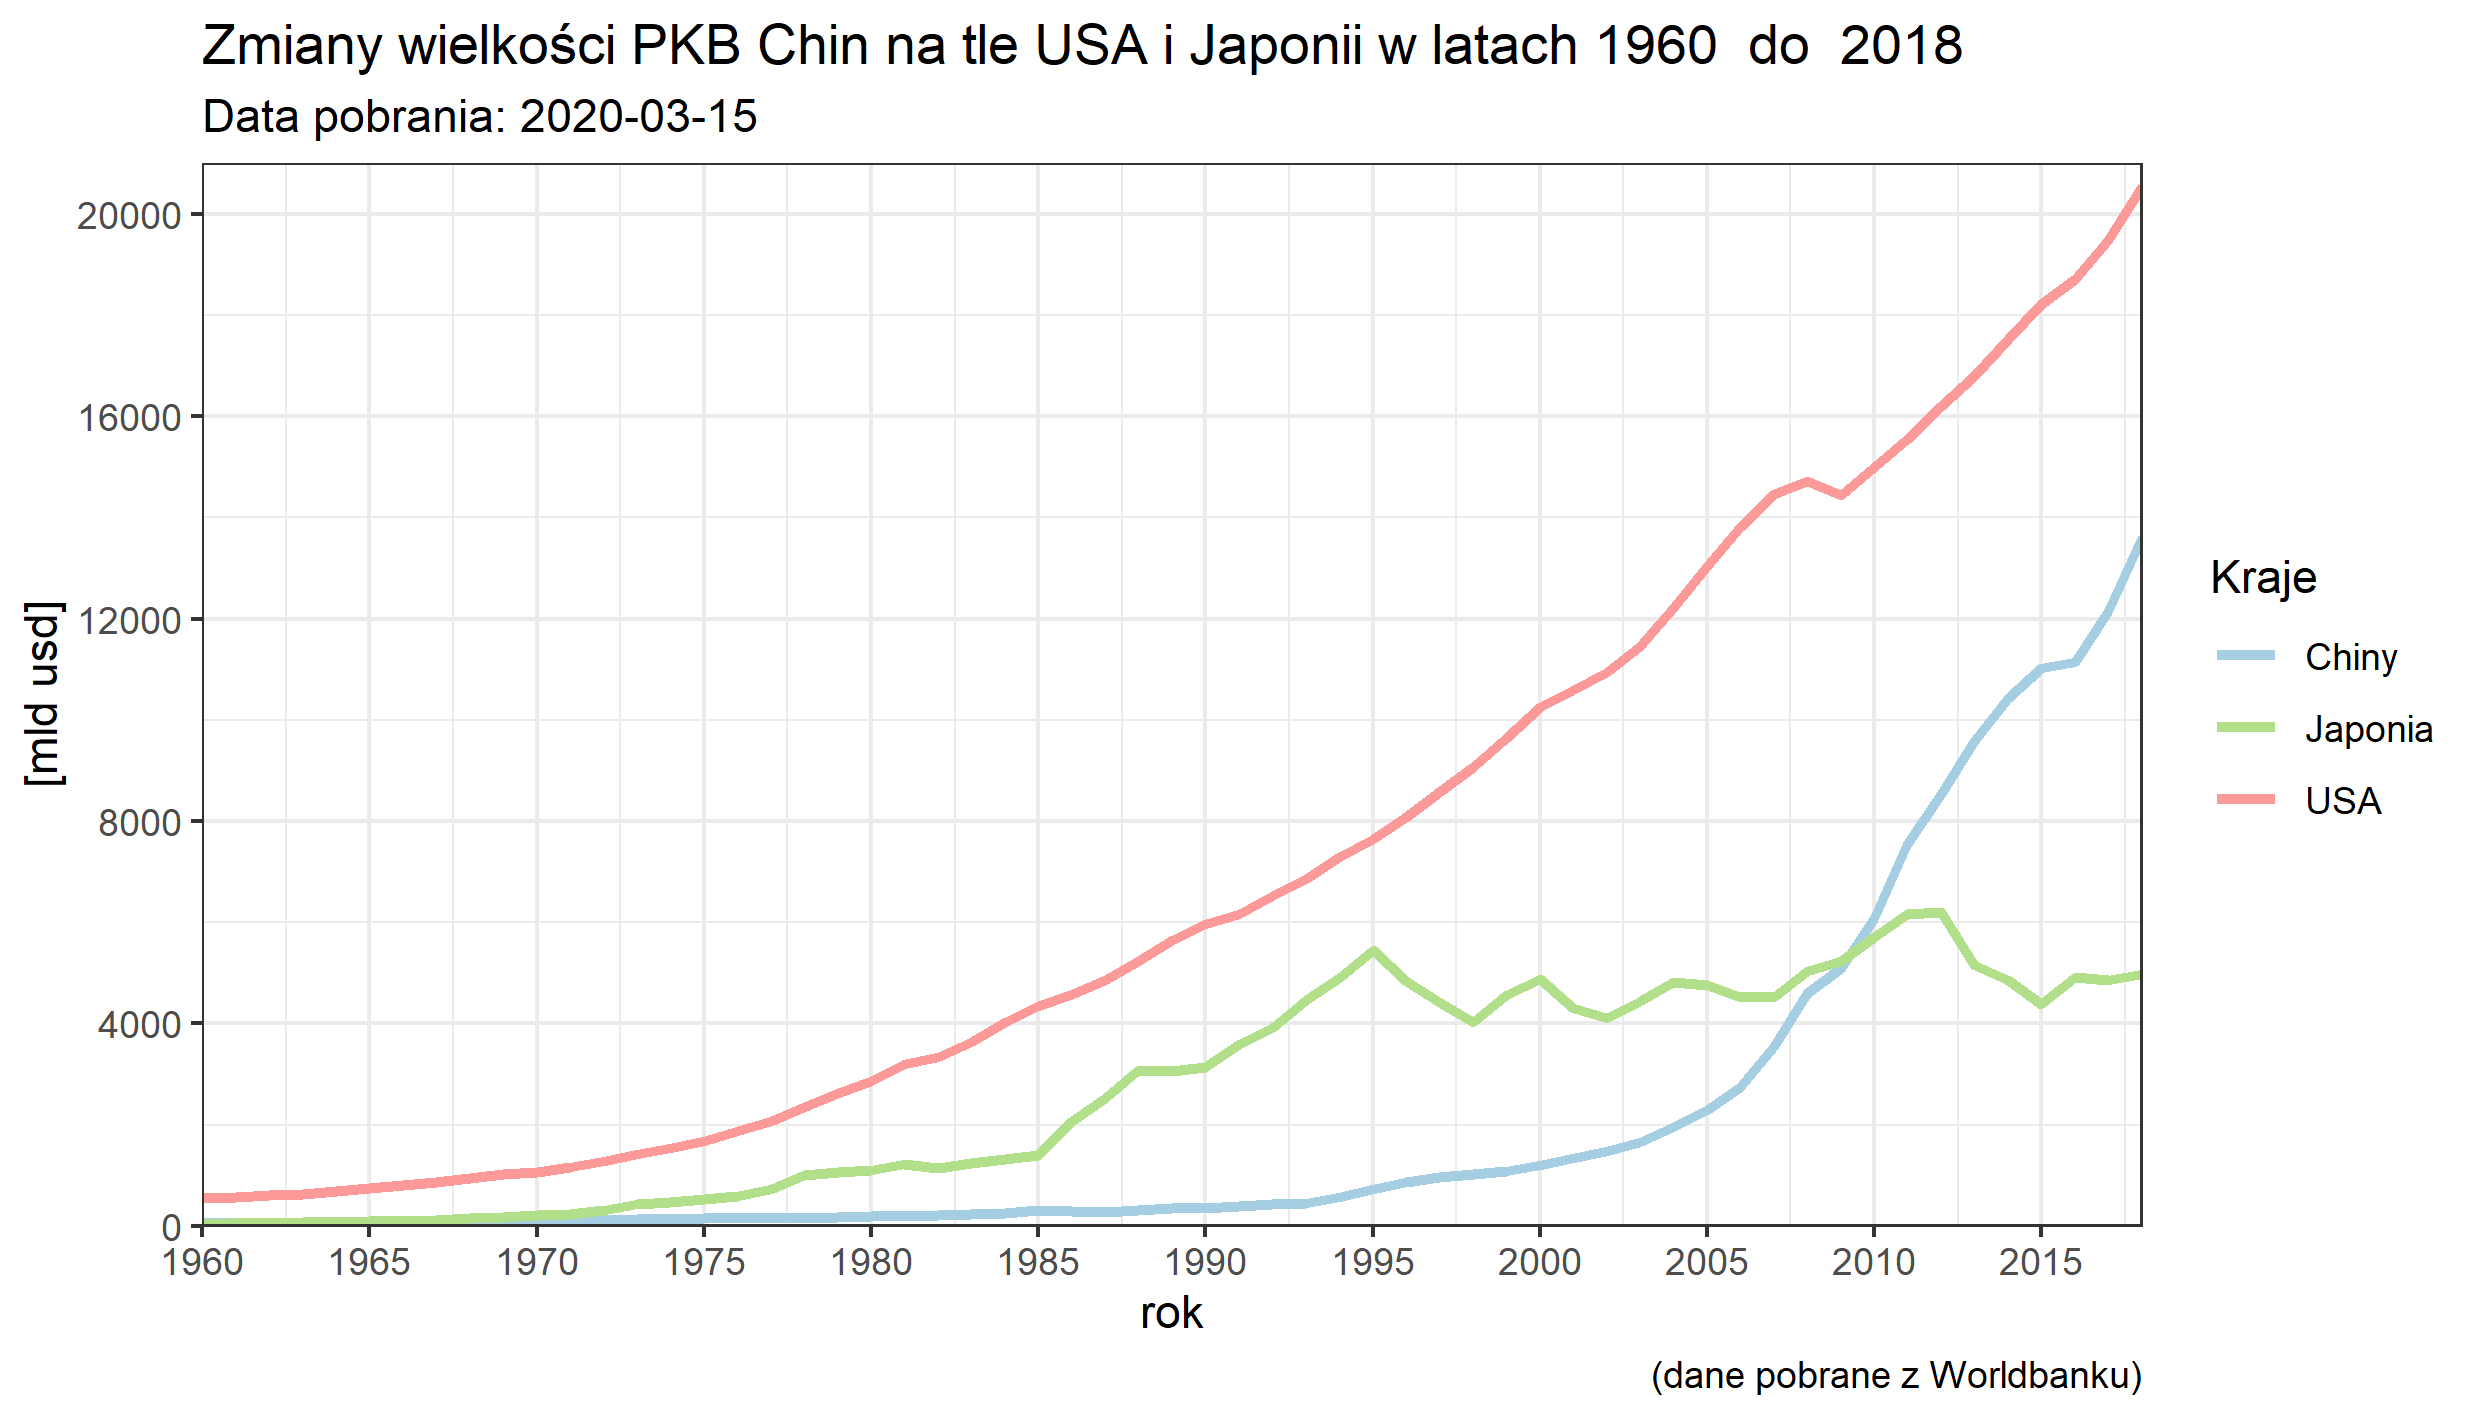 Zmiany wielkości PKB Chin na tle USA i Japonii w latach 1960  do  2018
Data pobrania: 2020-03-15
20000
16000
12000
8000
4000
0
[mld usd]
1960 1965 1970 1975 1980 1985 1990 1995 2000 2005 2010 2015
rok
Kraje
Chiny
Japonia
USA
(dane pobrane z Worldbanku)